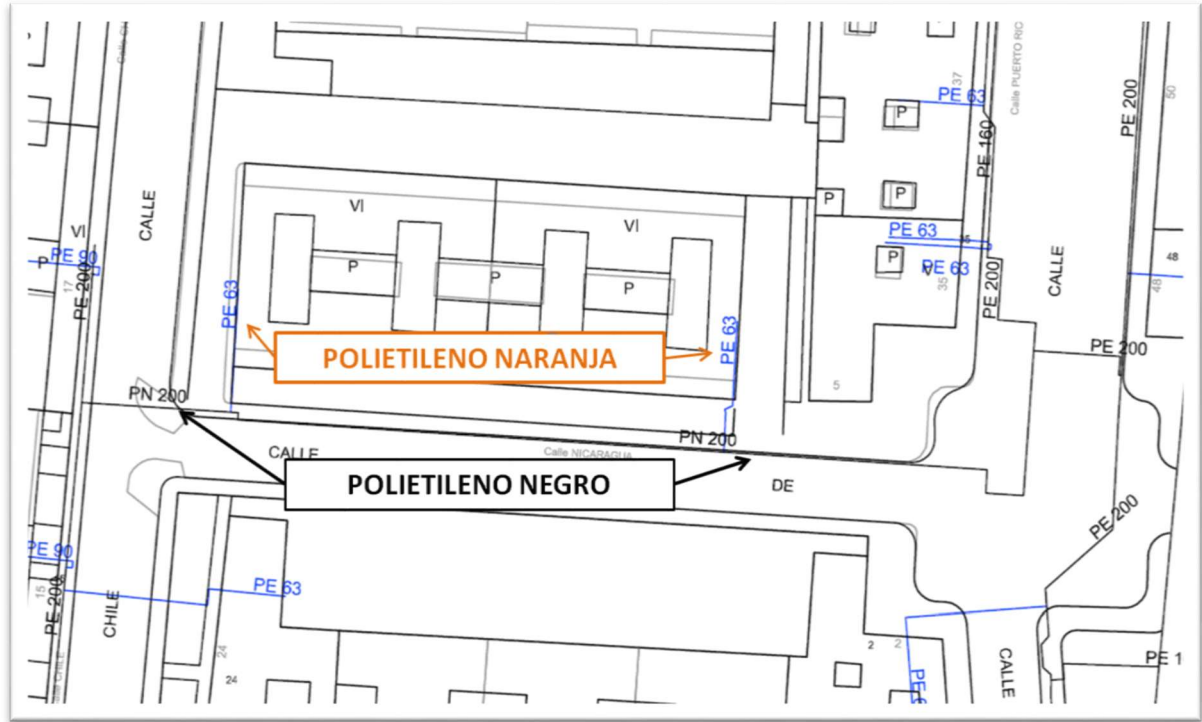 PE 63
37
Calle PUERTO RICO
50
PE 200
PE 160
P
P
P
CALLE
VI
VI
VI
PE 63
35
PE 63
P
V
35
CALLE
48
48
PE 90
P
17
PE 200
P
P
P
PE 200
PE 63
PE 63
POLIETILENO NARANJA
PE 200
5
PN 200
PN 200
CALLE
Calle NICARAGUA
POLIETILENO NEGRO
DE
PE 200
PE 90
15
PE 200
CHILE
PE 63
24
24
2
2
CALLE
PE 1